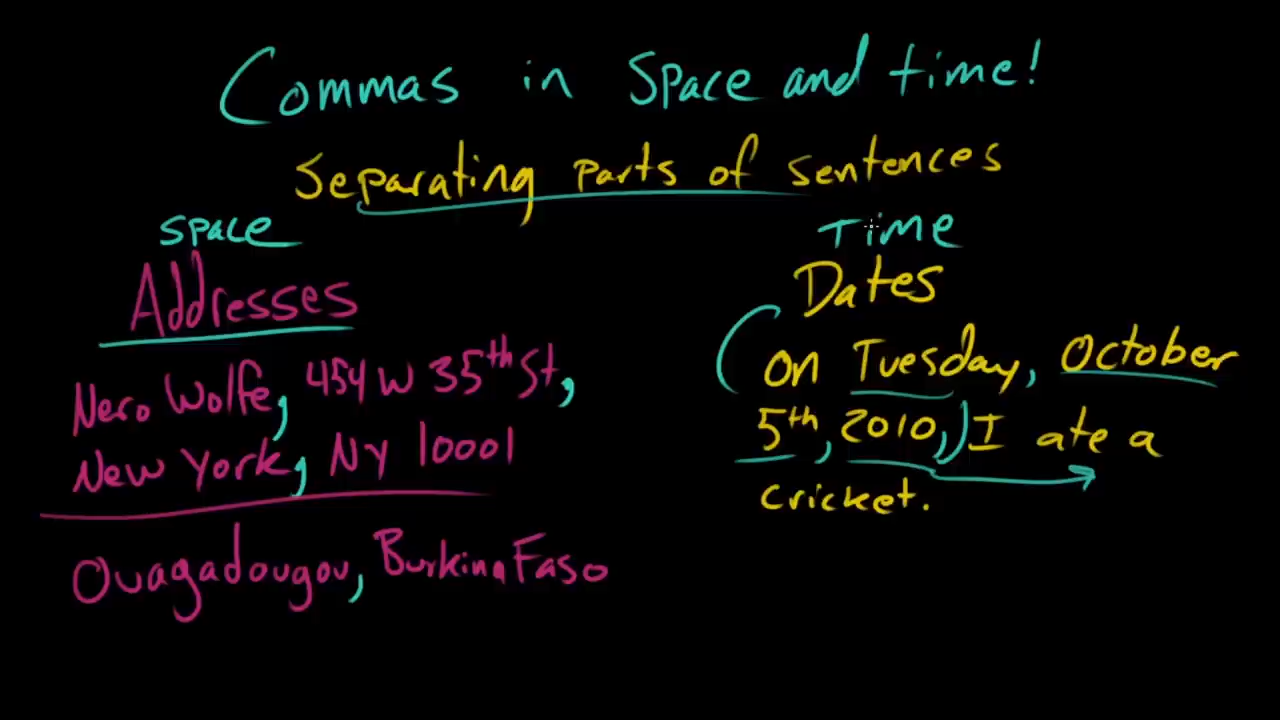 Commas in Space and time!
Separating parts of sentences
Space
Addresses
Nero Wolfe, 454 W 35th St,
New York, NY 10001
Ouagadougou, Burkina Faso
Time
Dates
(On Tuesday, October
5th, 2010,) I ate a
cricket.